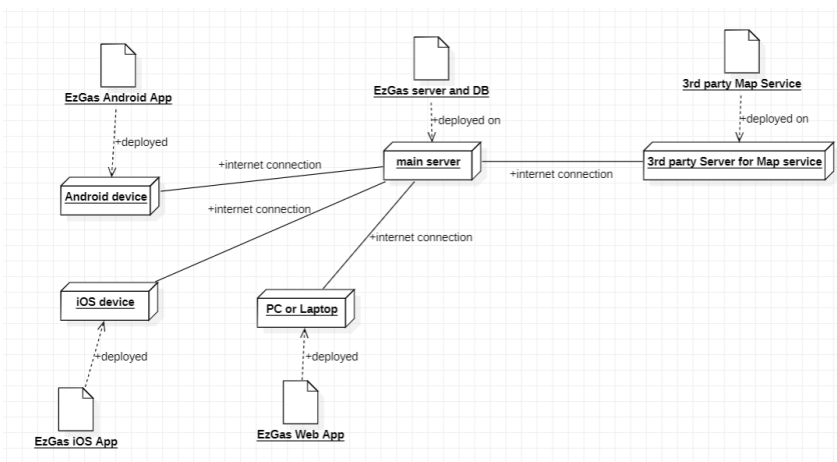 EzGas Android App
EzGas server and DB
3rd party Map Service
+deployed
+deployed on
+deployed on
Android device
+internet connection
main server
+internet connection
3rd party Server for Map service
+internet connection
+internet connection
iOS device
PC or Laptop
+deployed
+deployed
EzGas iOS App
EzGas Web App